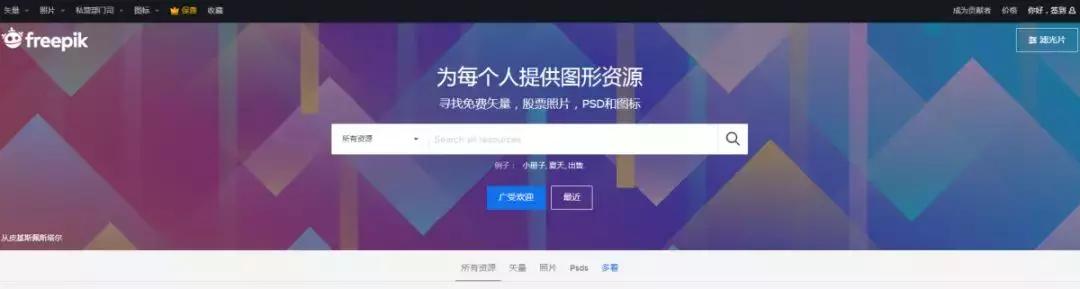 矢量 照片 私营部门司 图标 保费 收藏 成为贡献者 价格 你好，签到
freepik 滤光片
为每个人提供图形资源
寻找免费矢量，股票照片，PSD和图标
所有资源 Search all resources
例子： 小册子, 夏天, 出售
广受欢迎 最近
从皮基斯佩斯塔尔
所有资源 矢量 照片 Psds 多看